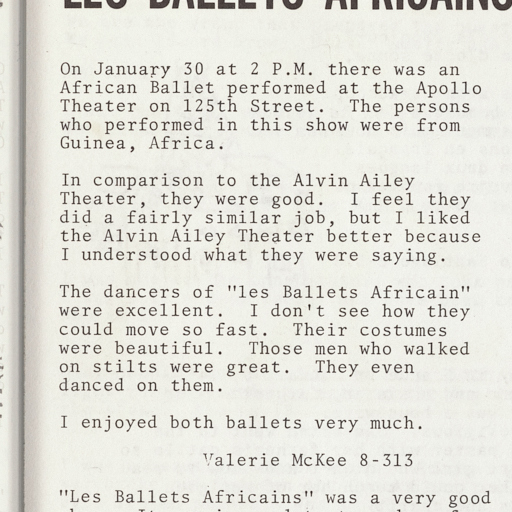 LES BALLETS AFRICAINS
On January 30 at 2 P.M. there was an
African Ballet performed at the Apollo
Theater on 125th Street. The persons
who performed in this show were from
Guinea, Africa.
In comparison to the Alvin Ailey
Theater, they were good. I feel they
did a fairly similar job, but I liked
the Alvin Ailey Theater better because
I understood what they were saying.
The dancers of "les Ballets Africain"
were excellent. I don't see how they
could move so fast. Their costumes
were beautiful. Those men who walked
on stilts were great. They even
danced on them.
I enjoyed both ballets very much.
Valerie McKee 8-313
"Les Ballets Africains" was a very good